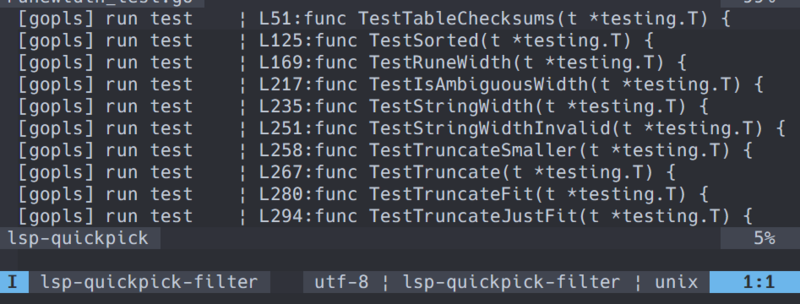 runewidth_test.go 99%
[gopls] run test ¦ L51:func TestTableChecksums(t *testing.T) {
[gopls] run test ¦ L125:func TestSorted(t *testing.T) {
[gopls] run test ¦ L169:func TestRuneWidth(t *testing.T) {
[gopls] run test ¦ L217:func TestIsAmbiguousWidth(t *testing.T) {
[gopls] run test ¦ L235:func TestStringWidth(t *testing.T) {
[gopls] run test ¦ L251:func TestStringWidthInvalid(t *testing.T) {
[gopls] run test ¦ L258:func TestTruncateSmaller(t *testing.T) {
[gopls] run test ¦ L267:func TestTruncate(t *testing.T) {
[gopls] run test ¦ L280:func TestTruncateFit(t *testing.T) {
[gopls] run test ¦ L294:func TestTruncateJustFit(t *testing.T) {
lsp-quickpick 5%
I lsp-quickpick-filter utf-8 ¦ lsp-quickpick-filter ¦ unix 1:1